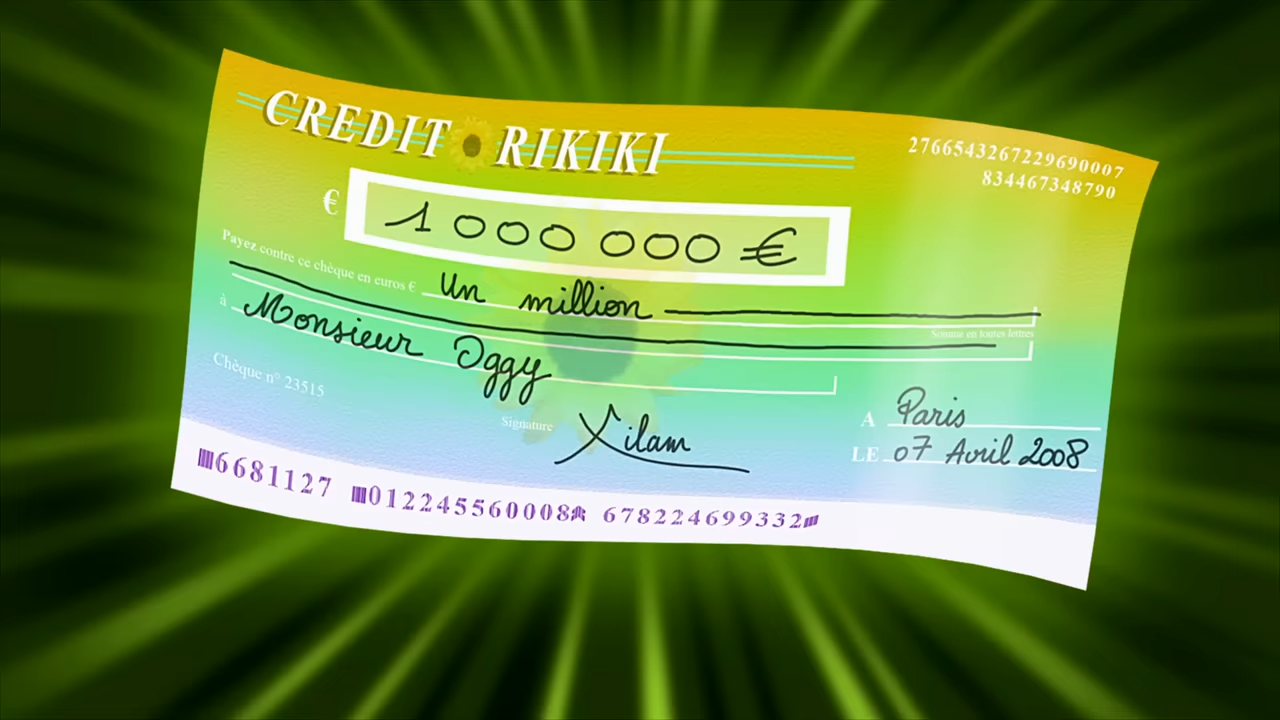 CREDIT RIKIKI
2766543267229690007
834467348790
€ 1 000 000 €
Payez contre ce chèque en euros € Un million
Somme en toutes lettres
à Monsieur Oggy
Chèque n° 23515
Signature Xilam
A Paris
LE 07 Avril 2008
6681127 012245560008 678224699332